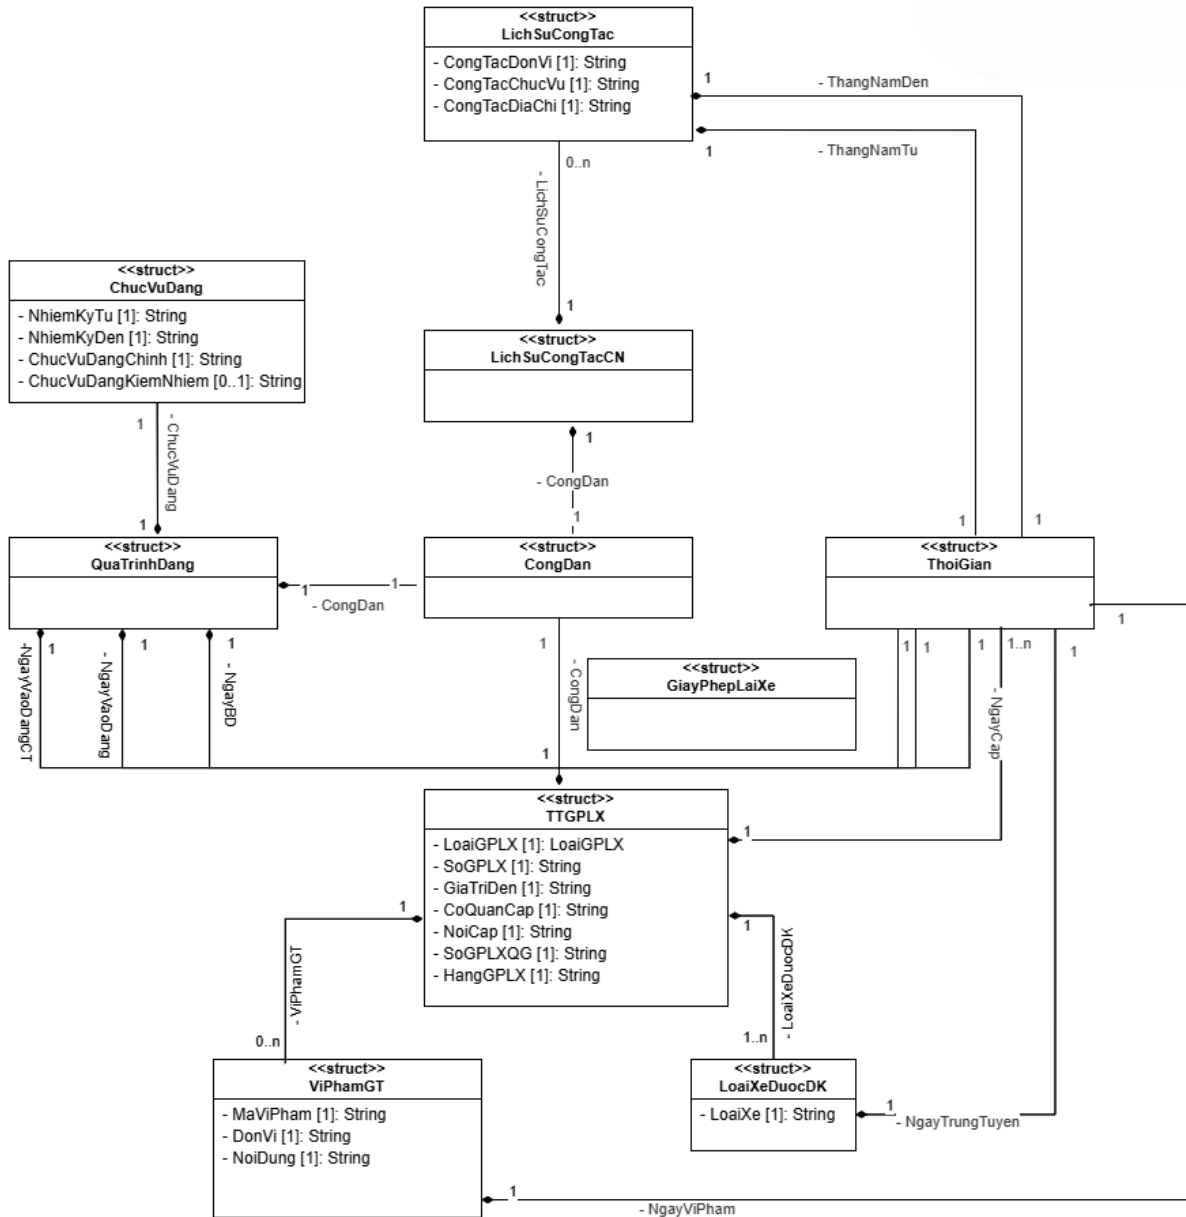 <<struct>>
LichSuCongTac
- CongTacDonVi [1]: String
- CongTacChucVu [1]: String
- CongTacDiaChi [1]: String
1
- ThangNamDen
1
- ThangNamTu
0..n
- LichSuCongTac
1
<<struct>>
ChucVuDang
- NhiemKyTu [1]: String
- NhiemKyDen [1]: String
- ChucVuDangChinh [1]: String
- ChucVuDangKiemNhiem [0..1]: String
<<struct>>
LichSuCongTacCN
1
- ChucVuDang
1
1
- CongDan
1
1
1
<<struct>>
QuaTrinhDang
1
- CongDan
1
<<struct>>
CongDan
<<struct>>
ThoiGian
1
-NgayVaoDangCT
1
- NgayVaoDang
1
- NgayBD
1
1
- CongDan
1
<<struct>>
GiayPhepLaiXe
1
1
1
1..n
- NgayCap
1
1
<<struct>>
TTGPLX
- LoaiGPLX [1]: LoaiGPLX
- SoGPLX [1]: String
- GiaTriDen [1]: String
- CoQuanCap [1]: String
- NoiCap [1]: String
- SoGPLXQG [1]: String
- HangGPLX [1]: String
1
- ViPhamGT
0..n
1
- LoaiXeDuocDK
1..n
<<struct>>
ViPhamGT
- MaViPham [1]: String
- DonVi [1]: String
- NoiDung [1]: String
<<struct>>
LoaiXeDuocDK
- LoaiXe [1]: String
1
- NgayTrungTuyen
1
- NgayViPham